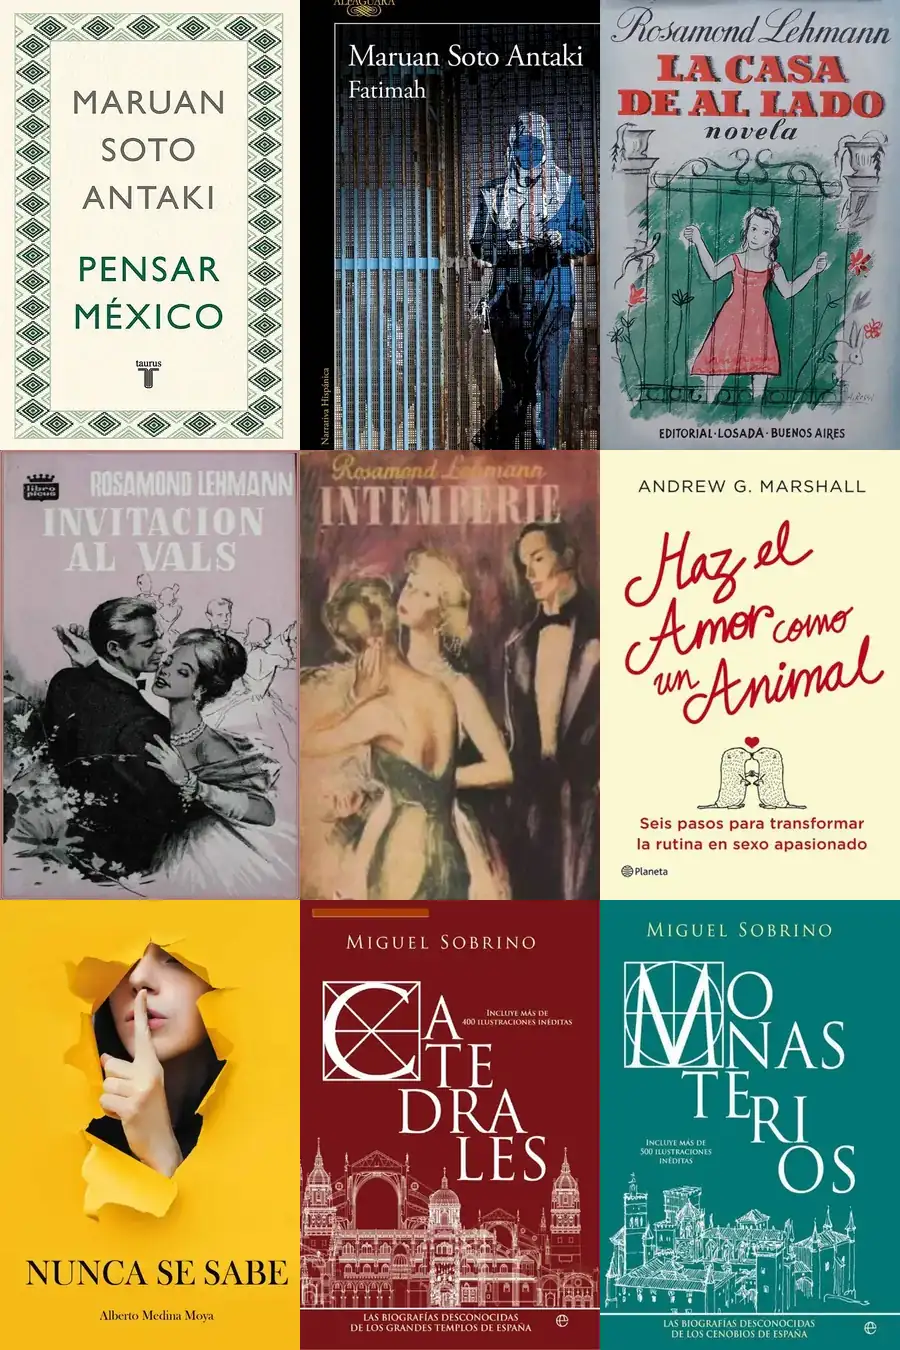 MARUAN
SOTO
ANTAKI
PENSAR
MÉXICO
taurus
T
ALFAGUARA
Maruan Soto Antaki
Fatimah
Narrativa Hispánica
Rosamond Lehmann
LA CASA
DE AL LADO
novela
EDITORIAL·LOSADA·BUENOS AIRES
libro
picus
ROSAMOND LEHMANN
INVITACION
AL VALS
Rosamond Lehmann
INTEMPERIE
ANDREW G. MARSHALL
Haz el
Amor como
un Animal
Seis pasos para transformar
la rutina en sexo apasionado
Planeta
NUNCA SE SABE
Alberto Medina Moya
MIGUEL SOBRINO
CATEDRALES
INCLUYE MÁS DE
400 ILUSTRACIONES INÉDITAS
LAS BIOGRAFÍAS DESCONOCIDAS
DE LOS GRANDES TEMPLOS DE ESPAÑA
e
MIGUEL SOBRINO
MONASTERIOS
INCLUYE MÁS DE
500 ILUSTRACIONES
INÉDITAS
LAS BIOGRAFÍAS DESCONOCIDAS
DE LOS CENOBIOS DE ESPAÑA
e